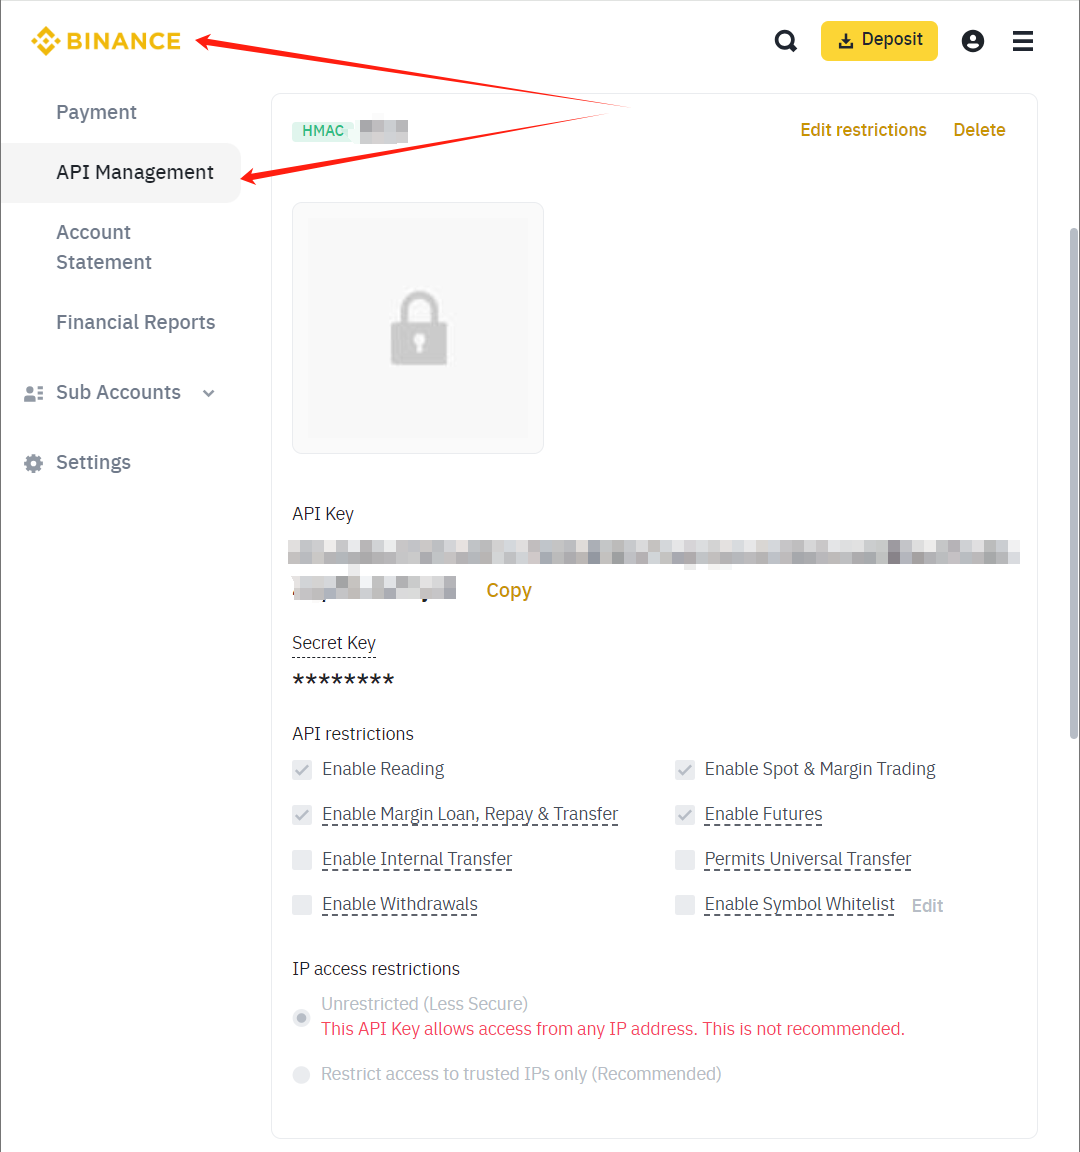 BINANCE
Deposit
Payment
API Management
Account
Statement
Financial Reports
Sub Accounts
Settings
HMAC
Edit restrictions
Delete
API Key
Copy
Secret Key
********
API restrictions
Enable Reading
Enable Spot & Margin Trading
Enable Margin Loan, Repay & Transfer
Enable Futures
Enable Internal Transfer
Permits Universal Transfer
Enable Withdrawals
Enable Symbol Whitelist
Edit
IP access restrictions
Unrestricted (Less Secure)
This API Key allows access from any IP address. This is not recommended.
Restrict access to trusted IPs only (Recommended)